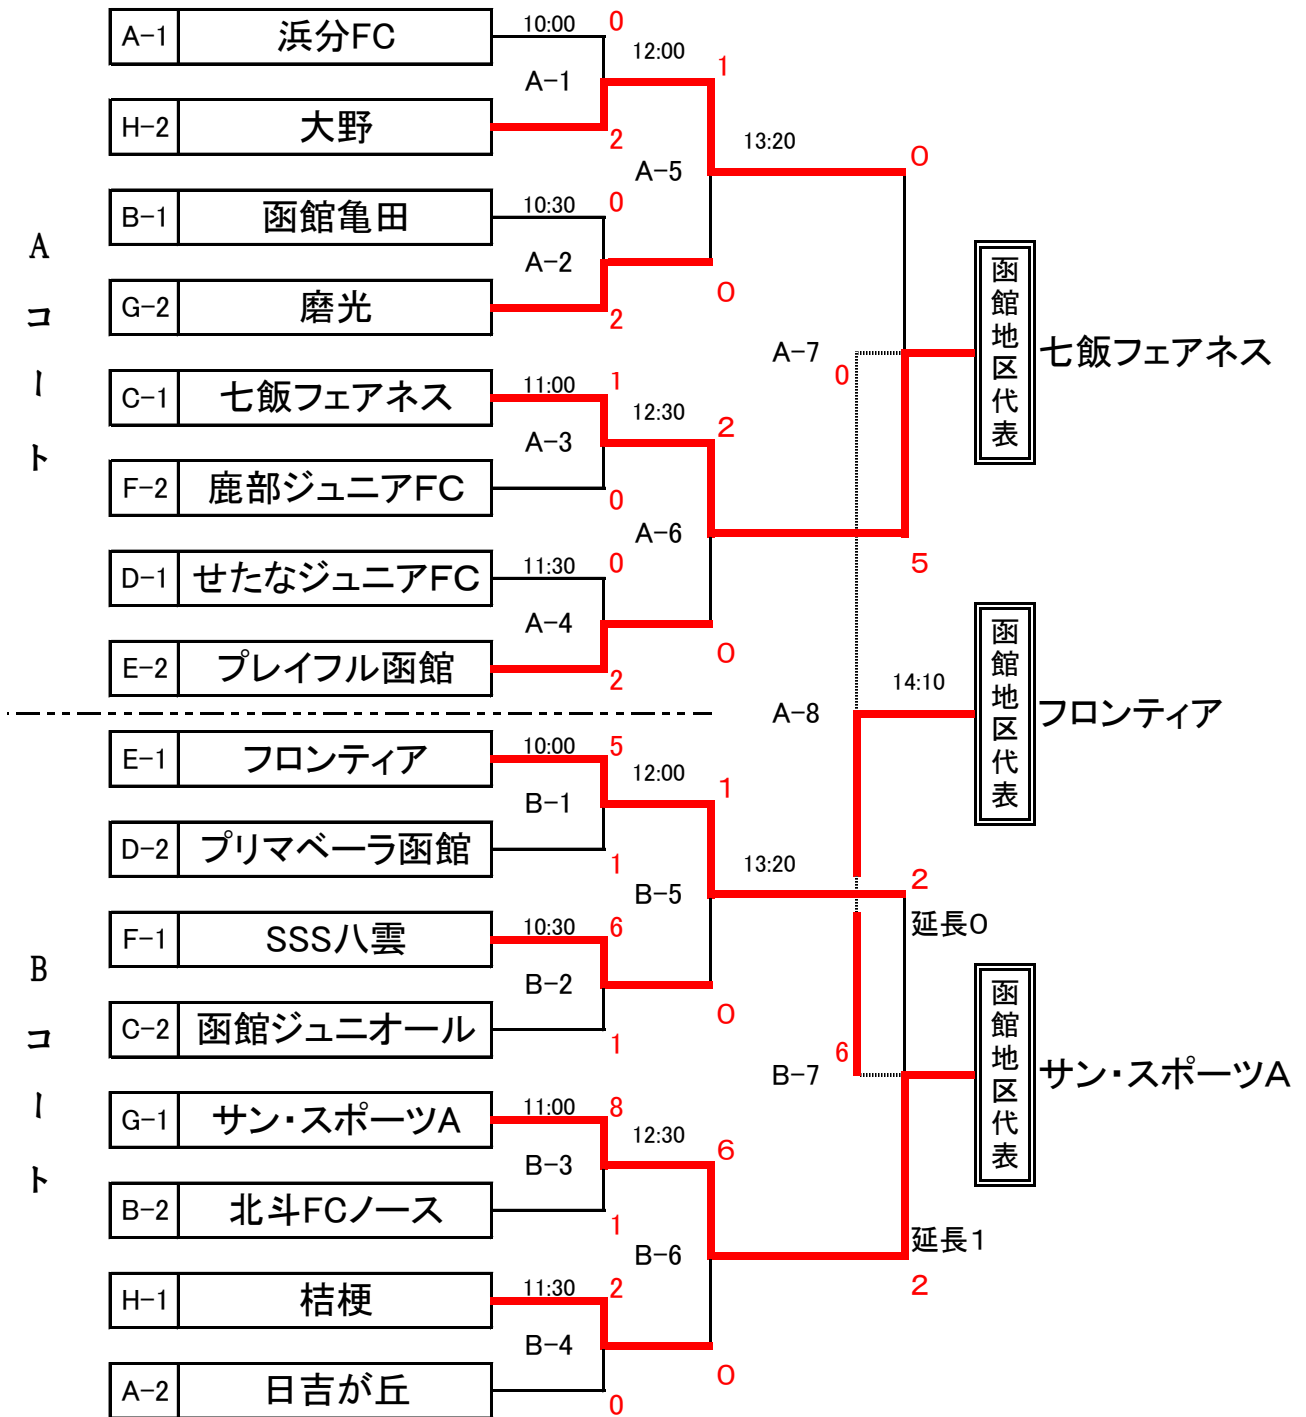 Aコート
A-1 浜分FC
10:00
0
A-1
H-2 大野
2
12:00
1
B-1 函館亀田
10:30
0
A-2
G-2 磨光
2
A-5
0
13:20
0
C-1 七飯フェアネス
11:00
1
A-3
F-2 鹿部ジュニアFC
0
12:30
2
D-1 せたなジュニアFC
11:30
0
A-4
E-2 プレイフル函館
2
A-6
0
A-7
0
5
函館地区代表
七飯フェアネス
Bコート
E-1 フロンティア
10:00
5
B-1
D-2 プリマベーラ函館
1
12:00
1
F-1 SSS八雲
10:30
6
B-2
C-2 函館ジュニオール
1
B-5
0
13:20
2
延長0
A-8
14:10
函館地区代表
フロンティア
G-1 サン・スポーツA
11:00
8
B-3
B-2 北斗FCノース
1
12:30
6
H-1 桔梗
11:30
2
B-4
A-2 日吉が丘
0
B-6
0
B-7
6
延長1
2
函館地区代表
サン・スポーツA